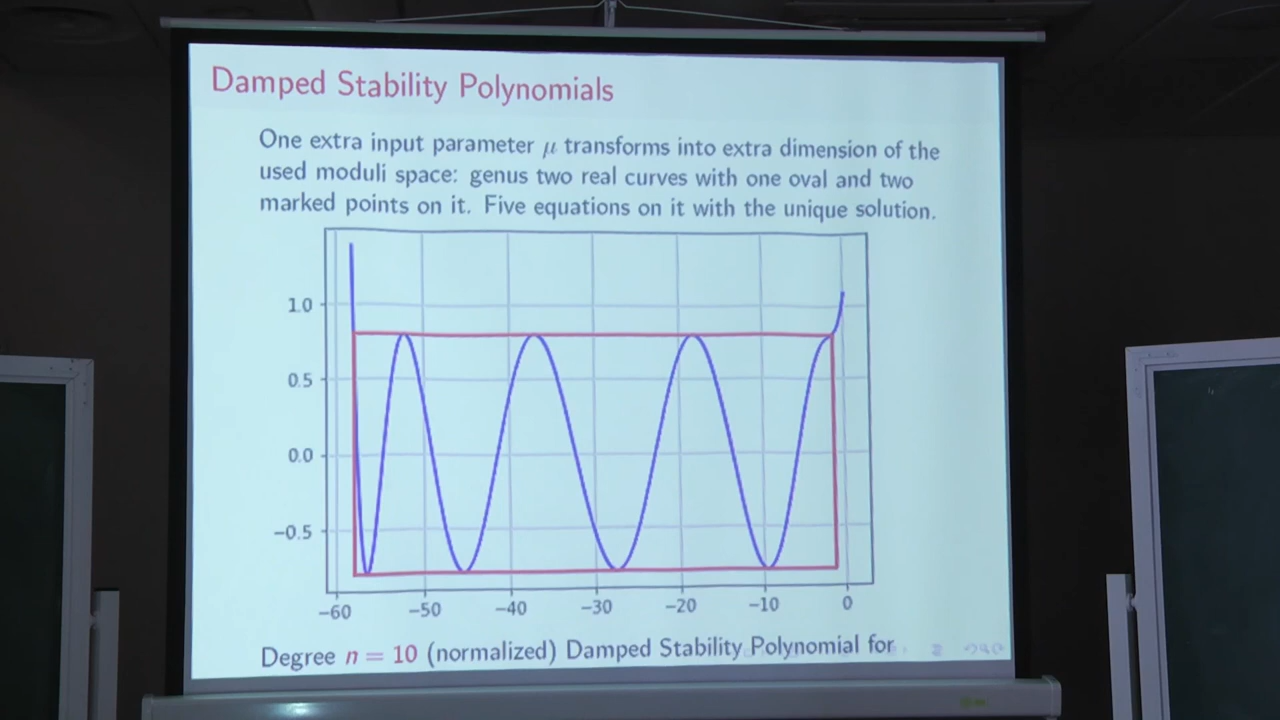 Damped Stability Polynomials
One extra input parameter μ transforms into extra dimension of the
used moduli space: genus two real curves with one oval and two
marked points on it. Five equations on it with the unique solution.
1.0
0.5
0.0
−0.5
−60 −50 −40 −30 −20 −10 0
Degree n = 10 (normalized) Damped Stability Polynomial for